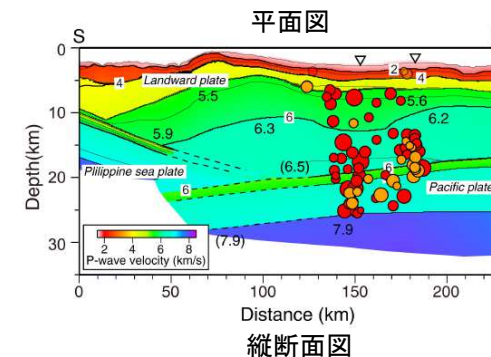 平面図
S
0
10
20
30
Depth(km)
Landward plate
2
4
4
5.5
5.6
5.9
6.3
6
6.2
(6.5)
6
Pilippine sea plate
6
Pacific plate
(7.9)
7.9
2 4 6 8
P-wave velocity (km/s)
0 50 100 150 200
Distance (km)
縦断面図